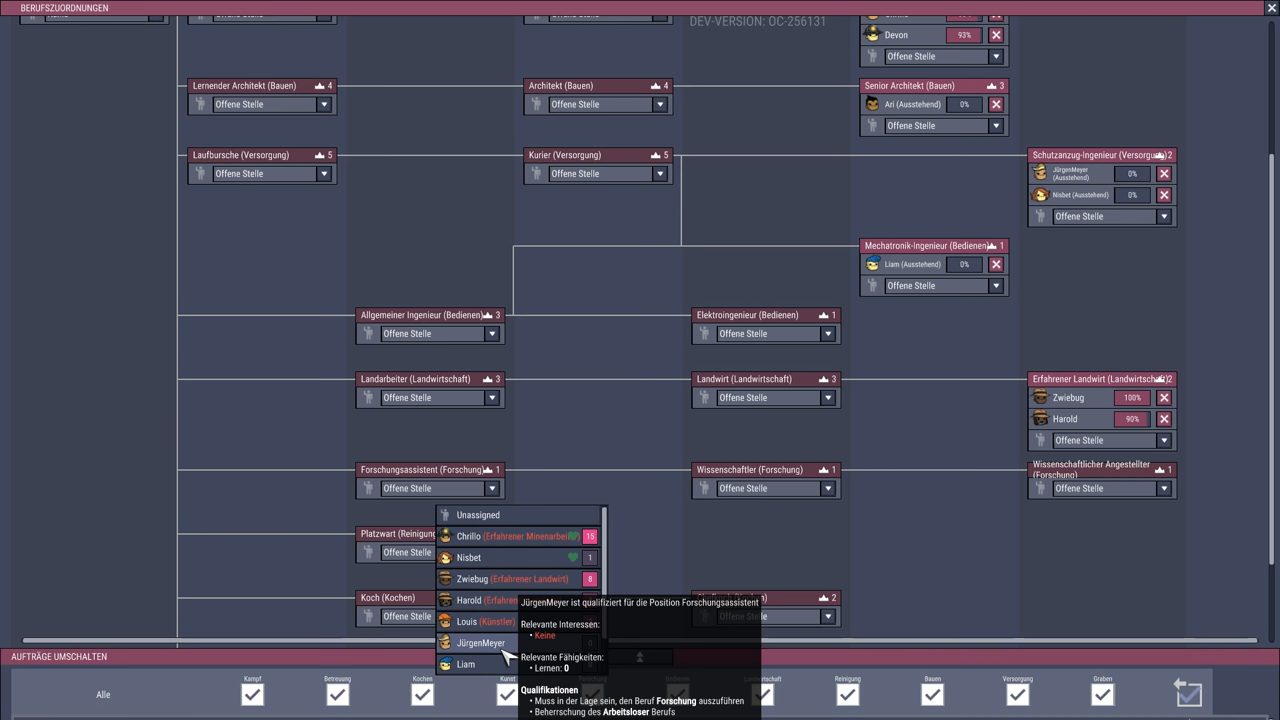 BERUFSZUORDNUNGEN
DEV-VERSION: OC-256131
Devon 93%
Offene Stelle
Lernender Architekt (Bauen) 4
Offene Stelle
Architekt (Bauen) 4
Offene Stelle
Senior Architekt (Bauen) 3
Ari (Ausstehend) 0%
Offene Stelle
Laufbursche (Versorgung) 5
Offene Stelle
Kurier (Versorgung) 5
Offene Stelle
Schutzanzug-Ingenieur (Versorgung) 2
JürgenMeyer
(Ausstehend) 0%
Nisbet (Ausstehend) 0%
Offene Stelle
Mechatronik-Ingenieur (Bedienen) 1
Liam (Ausstehend) 0%
Offene Stelle
Allgemeiner Ingenieur (Bedienen) 3
Offene Stelle
Elektroingenieur (Bedienen) 1
Offene Stelle
Landarbeiter (Landwirtschaft) 3
Offene Stelle
Landwirt (Landwirtschaft) 3
Offene Stelle
Erfahrener Landwirt (Landwirtschaft) 2
Zwiebug 100%
Harold 90%
Offene Stelle
Forschungsassistent (Forschung) 1
Offene Stelle
Wissenschaftler (Forschung) 1
Offene Stelle
Wissenschaftlicher Angestellter
(Forschung) 1
Offene Stelle
Platzwart (Reinigung
Offene Stelle
Koch (Kochen)
Offene Stelle
2
Offene Stelle
Unassigned
Chrillo (Erfahrener Minenarbei 15
Nisbet 1
Zwiebug (Erfahrener Landwirt) 8
Harold (Erfahren
Louis (Künstler)
JürgenMeyer
Liam
JürgenMeyer ist qualifiziert für die Position Forschungsassistent
Relevante Interessen:
• Keine
Relevante Fähigkeiten:
• Lernen: 0
Qualifikationen
• Muss in der Lage sein, den Beruf Forschung auszuführen
• Beherrschung des Arbeitsloser Berufs
AUFTRÄGE UMSCHALTEN
Alle
Kampf
Betreuung
Kochen
Kunst
Reinigung
Bauen
Versorgung
Graben